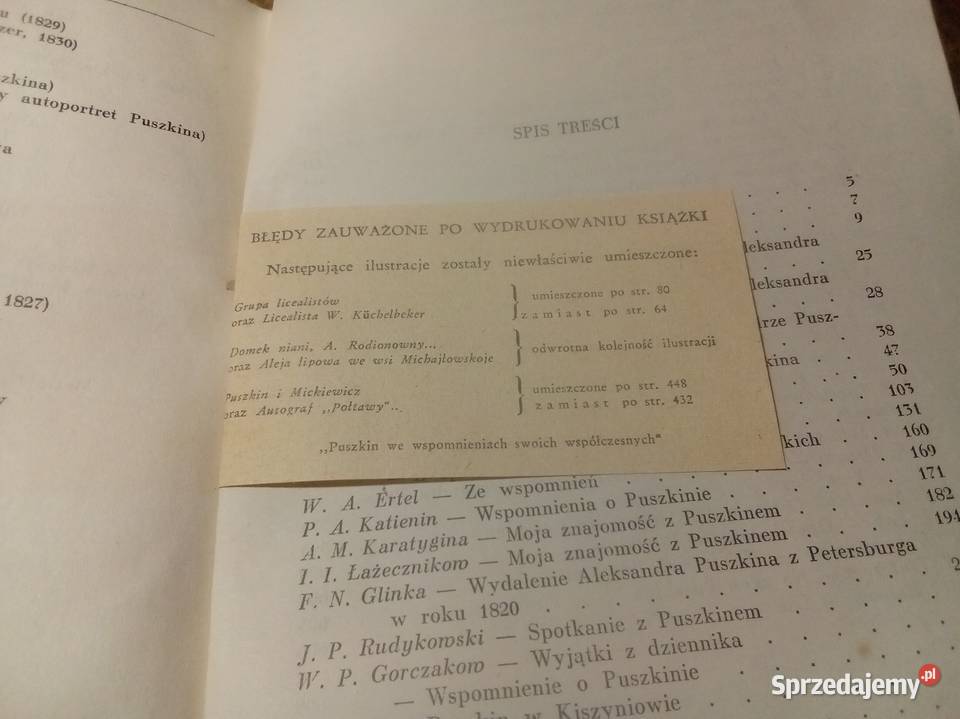 u (1829)
zer, 1830)
zkina)
y autoportret Puszkina)
a
1827)
y
SPIS TREŚCI
5
7
9
leksandra
25
leksandra
28
rze Pusz-
38
kina
47
50
103
131
kich 160
169
BŁĘDY ZAUWAŻONE PO WYDRUKOWANIU KSIĄŻKI
Następujące ilustracje zostały niewłaściwie umieszczone:
Grupa licealistów
oraz Licealista W. Küchelbeker
umieszczone po str. 80
zamiast po str. 64
Domek niani, A. Rodionowny...
oraz Aleja lipowa we wsi Michajłowskoje
odwrotna kolejność ilustracji
Puszkin i Mickiewicz
oraz Autograf „Połtawy"...
umieszczone po str. 448
zamiast po str. 432
„Puszkin we wspomnieniach swoich współczesnych"
W. A. Ertel — Ze wspomnień
P. A. Katienin — Wspomnienia o Puszkinie 171
A. M. Karatygina — Moja znajomość z Puszkinem 182
I. I. Łażecznikow — Moja znajomość z Puszkinem 194
F. N. Glinka — Wydalenie Aleksandra Puszkina z Petersburga
w roku 1820 2
J. P. Rudykowski — Spotkanie z Puszkinem
W. P. Gorczakow — Wyjątki z dziennika
— Wspomnienie o Puszkinie
w Kiszyniowie
Sprzedajemy.pl